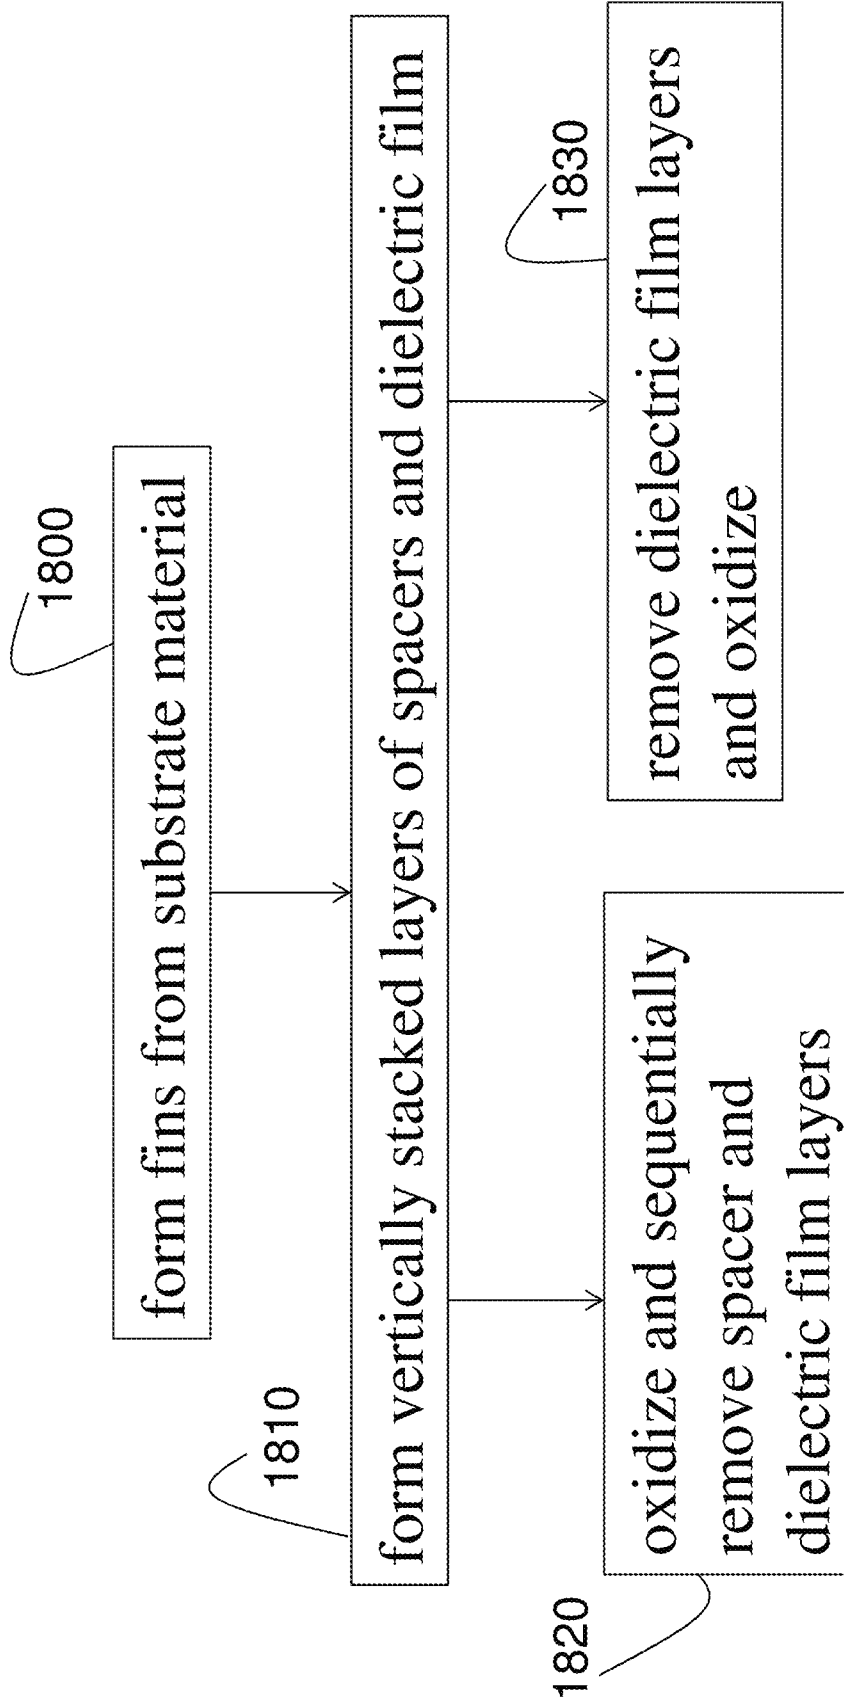 1800
form fins from substrate material
1810
form vertically stacked layers of spacers and dielectric film
1820
oxidize and sequentially
remove spacer and
dielectric film layers
1830
remove dielectric film layers
and oxidize